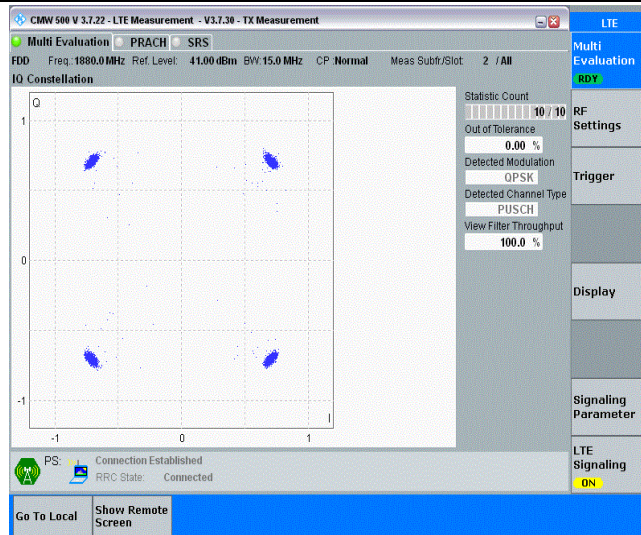 CMW 500 V 3.7.22 - LTE Measurement - V3.7.30 - TX Measurement
LTE
Multi Evaluation PRACH SRS
Multi
Evaluation
RDY
FDD Freq.:1880.0 MHz Ref. Level: 41.00 dBm BW:15.0 MHz CP :Normal Meas Subfr./Slot: 2 / All
IQ Constellation
Q
1
0
-1
-1 0 1
I
Statistic Count
10 / 10
Out of Tolerance
0.00 %
Detected Modulation
QPSK
Detected Channel Type
PUSCH
View Filter Throughput
100.0 %
RF
Settings
Trigger
Display
Signaling
Parameter
LTE
Signaling
ON
PS: Connection Established
RRC State: Connected
Go To Local
Show Remote
Screen